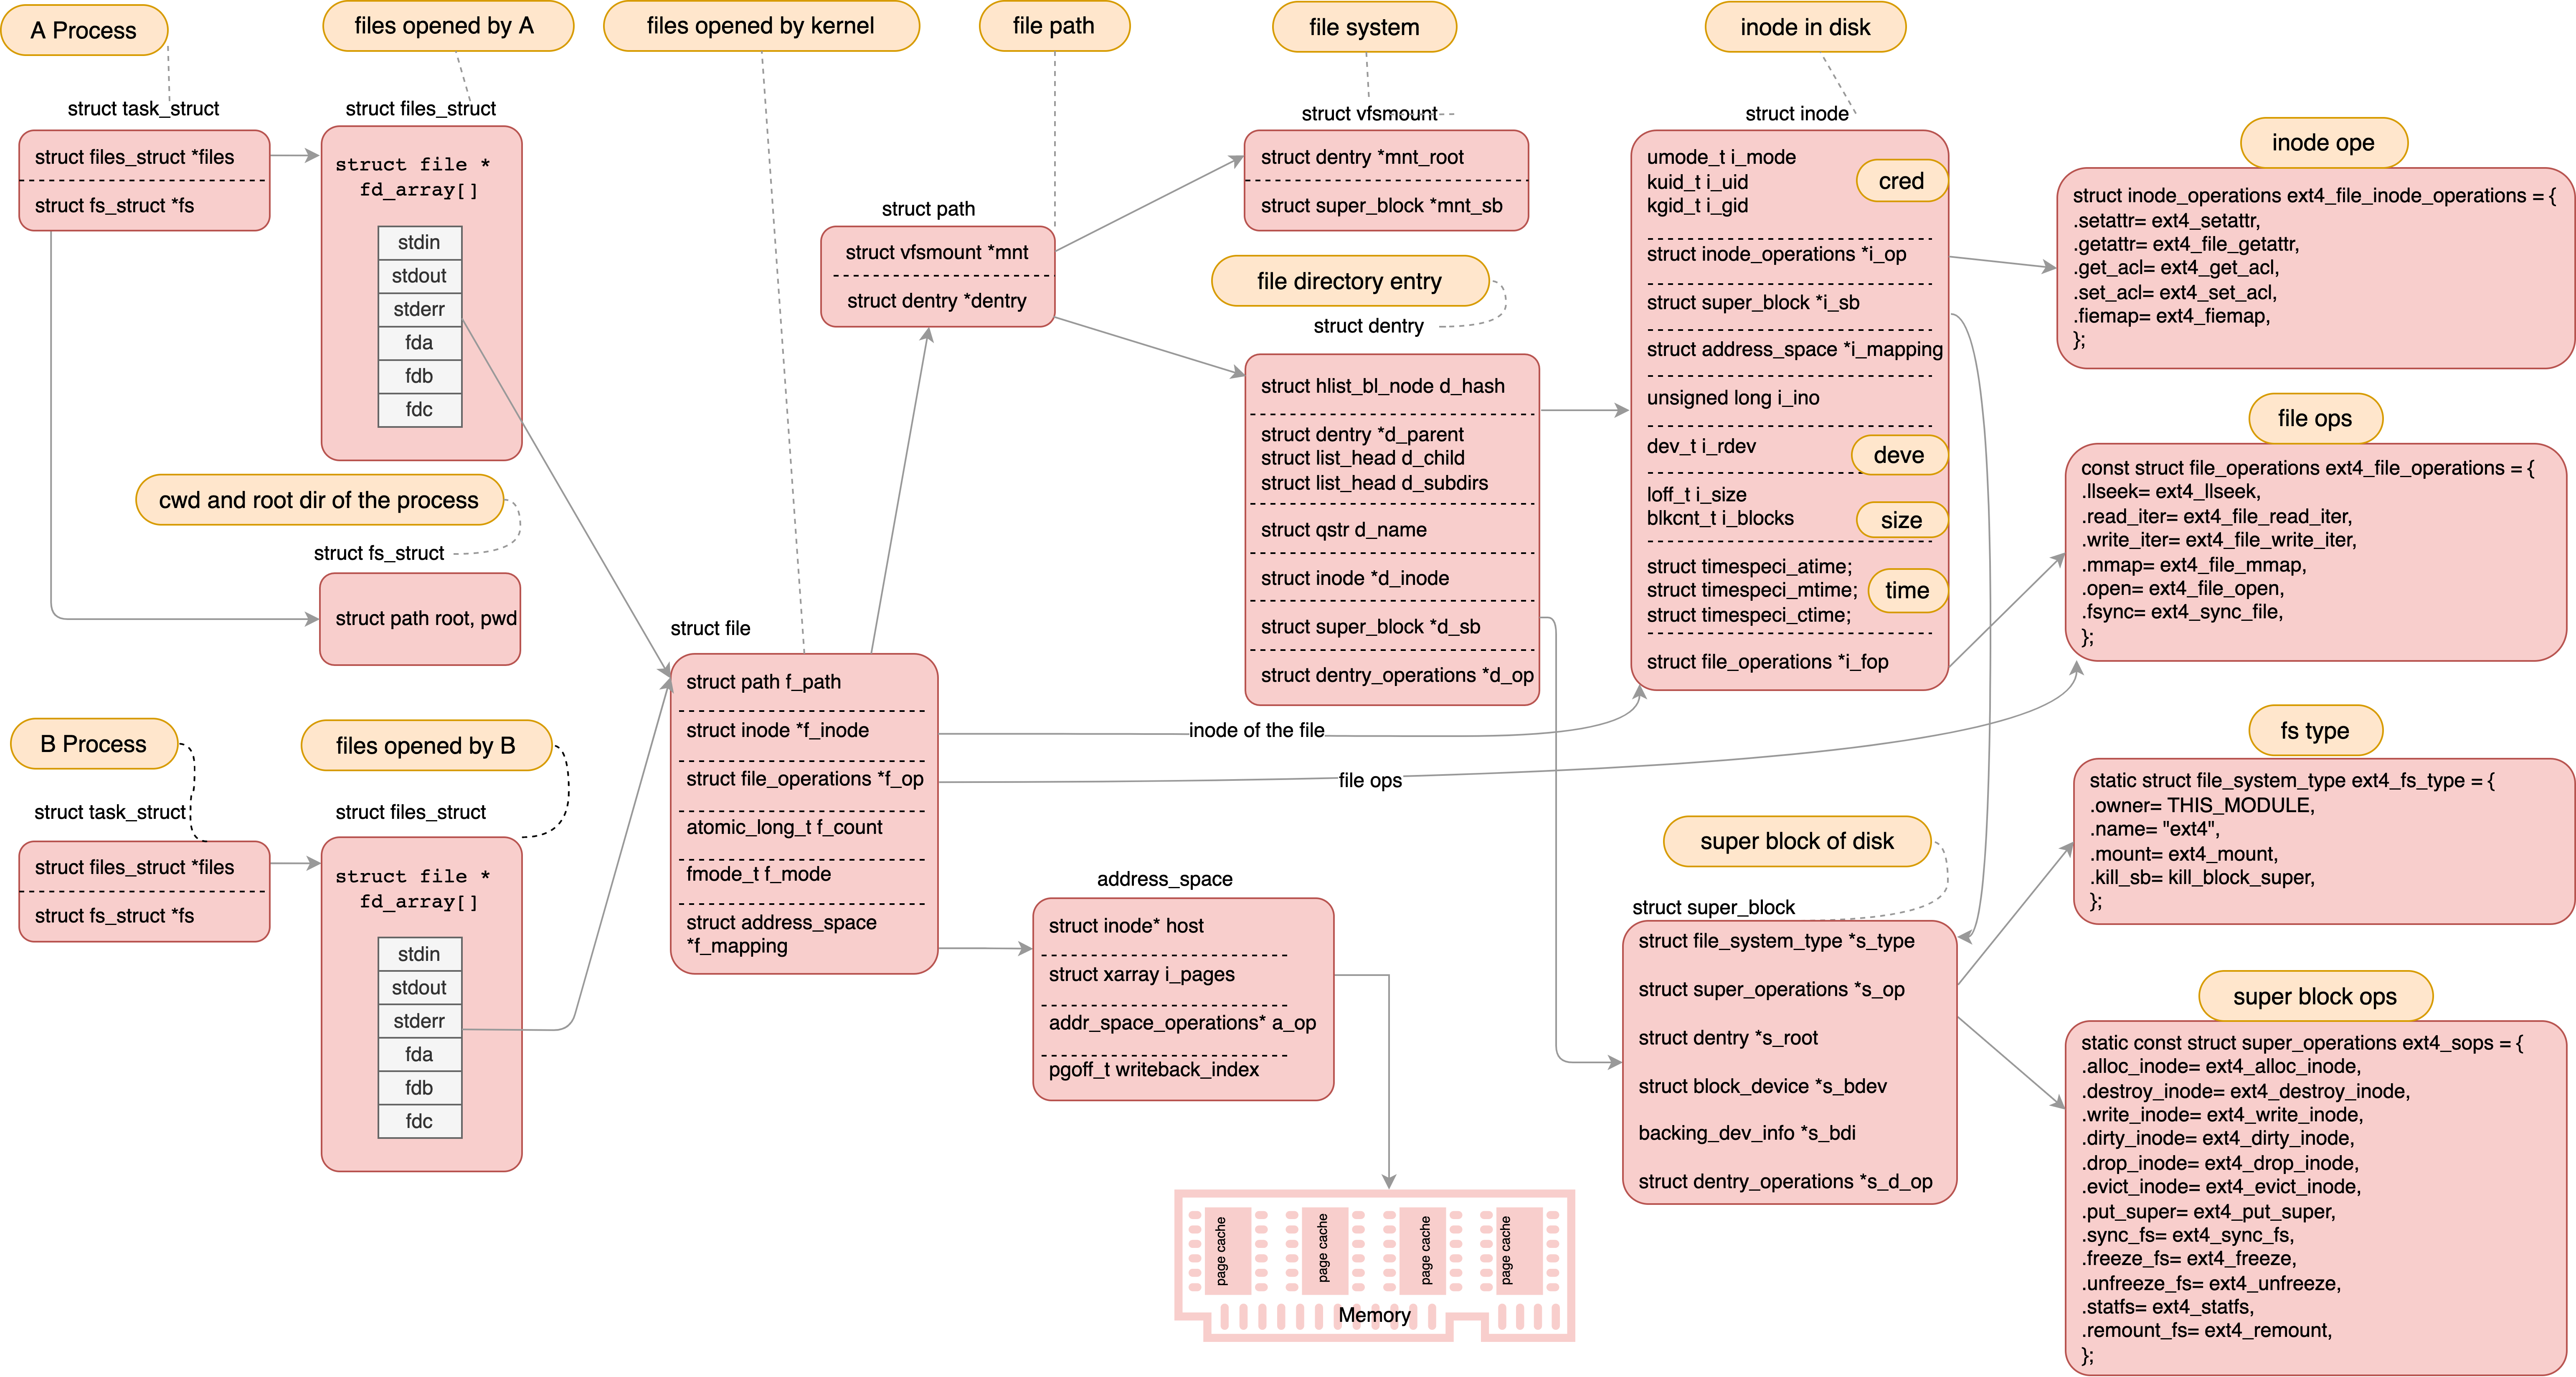 A Process
files opened by A
files opened by kernel
file path
file system
inode in disk
struct task_struct
struct files_struct *files
struct fs_struct *fs
struct files_struct
struct file *
fd_array[]
stdin
stdout
stderr
fda
fdb
fdc
cwd and root dir of the process
struct fs_struct
struct path root, pwd
B Process
struct task_struct
struct files_struct *files
struct fs_struct *fs
files opened by B
struct files_struct
struct file *
fd_array[]
stdin
stdout
stderr
fda
fdb
fdc
struct file
struct path f_path
struct inode *f_inode
struct file_operations *f_op
atomic_long_t f_count
fmode_t f_mode
struct address_space
*f_mapping
struct path
struct vfsmount *mnt
struct dentry *dentry
struct vfsmount
struct dentry *mnt_root
struct super_block *mnt_sb
file directory entry
struct dentry
struct hlist_bl_node d_hash
struct dentry *d_parent
struct list_head d_child
struct list_head d_subdirs
struct qstr d_name
struct inode *d_inode
struct super_block *d_sb
struct dentry_operations *d_op
inode of the file
file ops
address_space
struct inode* host
struct xarray i_pages
addr_space_operations* a_op
pgoff_t writeback_index
page cache
page cache
page cache
page cache
Memory
struct inode
umode_t i_mode
kuid_t i_uid
kgid_t i_gid
cred
struct inode_operations *i_op
struct super_block *i_sb
struct address_space *i_mapping
unsigned long i_ino
dev_t i_rdev
deve
loff_t i_size
blkcnt_t i_blocks
size
struct timespeci_atime;
struct timespeci_mtime;
struct timespeci_ctime;
time
struct file_operations *i_fop
super block of disk
struct super_block
struct file_system_type *s_type
struct super_operations *s_op
struct dentry *s_root
struct block_device *s_bdev
backing_dev_info *s_bdi
struct dentry_operations *s_d_op
inode ope
struct inode_operations ext4_file_inode_operations = {
.setattr= ext4_setattr,
.getattr= ext4_file_getattr,
.get_acl= ext4_get_acl,
.set_acl= ext4_set_acl,
.fiemap= ext4_fiemap,
};
file ops
const struct file_operations ext4_file_operations = {
.llseek= ext4_llseek,
.read_iter= ext4_file_read_iter,
.write_iter= ext4_file_write_iter,
.mmap= ext4_file_mmap,
.open= ext4_file_open,
.fsync= ext4_sync_file,
};
fs type
static struct file_system_type ext4_fs_type = {
.owner= THIS_MODULE,
.name= "ext4",
.mount= ext4_mount,
.kill_sb= kill_block_super,
};
super block ops
static const struct super_operations ext4_sops = {
.alloc_inode= ext4_alloc_inode,
.destroy_inode= ext4_destroy_inode,
.write_inode= ext4_write_inode,
.dirty_inode= ext4_dirty_inode,
.drop_inode= ext4_drop_inode,
.evict_inode= ext4_evict_inode,
.put_super= ext4_put_super,
.sync_fs= ext4_sync_fs,
.freeze_fs= ext4_freeze,
.unfreeze_fs= ext4_unfreeze,
.statfs= ext4_statfs,
.remount_fs= ext4_remount,
};